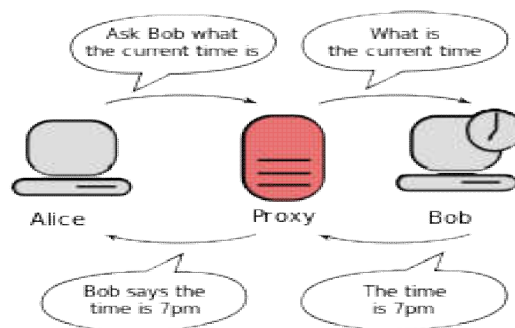 Ask Bob what
the current time is
What is
the current time
Alice
Proxy
Bob
Bob says the
time is 7pm
The time
is 7pm